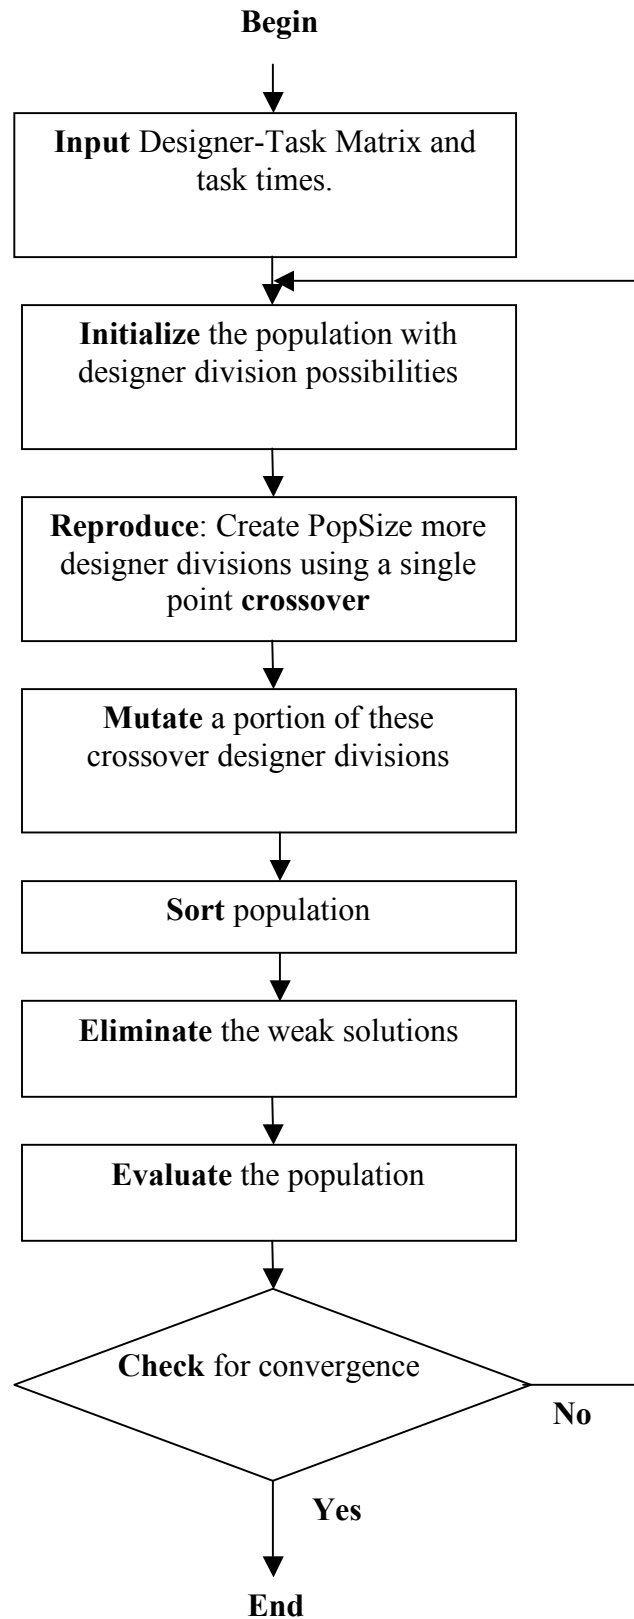 Begin
Input Designer-Task Matrix and
task times.
Initialize the population with
designer division possibilities
Reproduce: Create PopSize more
designer divisions using a single
point crossover
Mutate a portion of these
crossover designer divisions
Sort population
Eliminate the weak solutions
Evaluate the population
Check for convergence
No
Yes
End